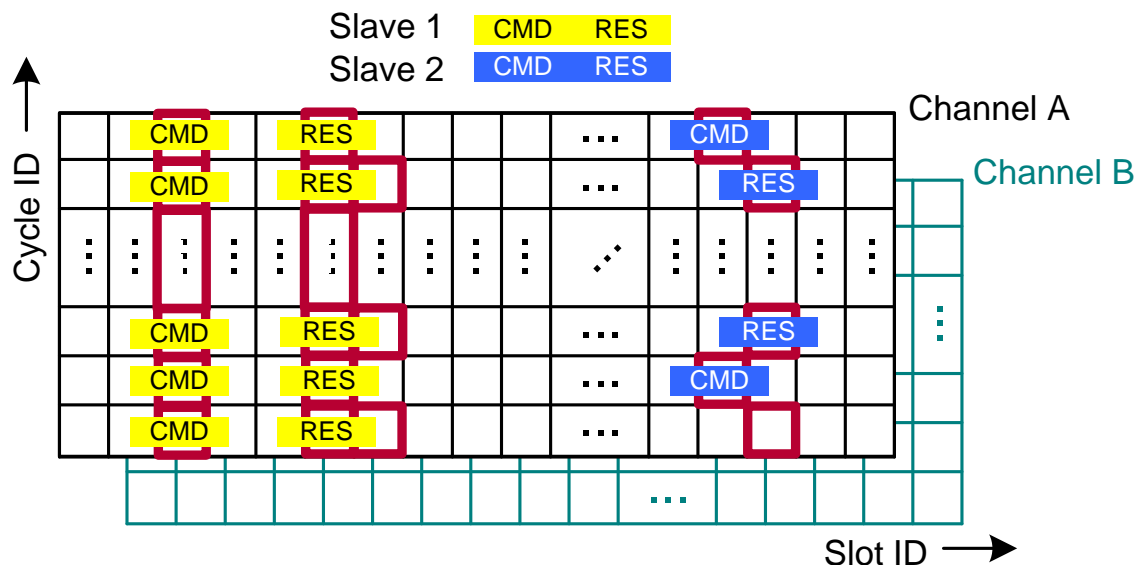 Slave 1 CMD RES
Slave 2 CMD RES
Cycle ID
Channel A
Channel B
CMD RES ... CMD
CMD RES ... RES
CMD RES ... RES
CMD RES CMD
CMD RES ...
...
Slot ID